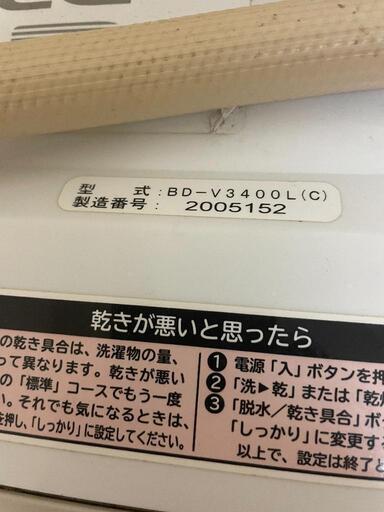 型 式：BD-V3400L(C)
製造番号： 2005152
乾きが悪いと思ったら
の乾き具合は、洗濯物の量、
って異なります。乾きが悪い
の「標準」コースでもう一度
い。それでも気になるときは、
を押し、「しっかり」に設定してください。
❶ 電源「入」ボタンを押
❷ 「洗▶乾」または「乾燥
❸ 「脱水／乾き具合」ボ
「しっかり」に変更する
以上で、設定は終了と